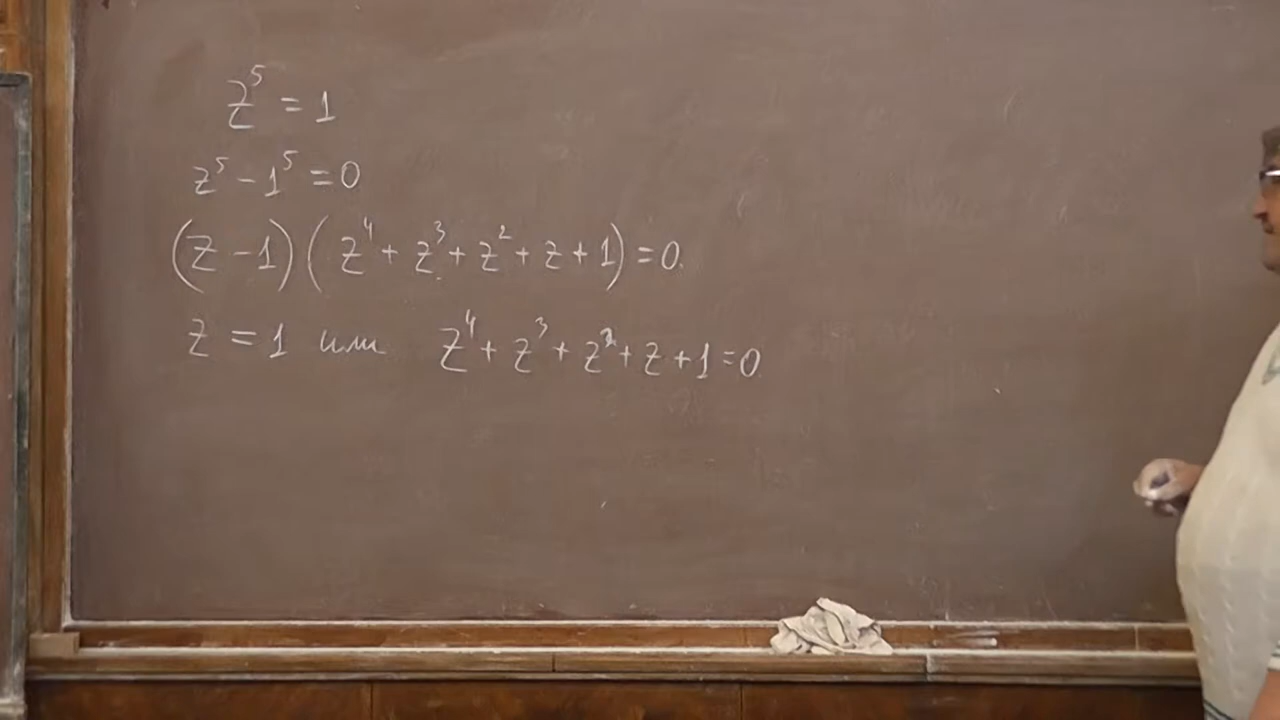 z⁵ = 1
z⁵ - 1⁵ = 0
(z - 1)(z⁴ + z³ + z² + z + 1) = 0.
z = 1 или z⁴ + z³ + z² + z + 1 = 0.